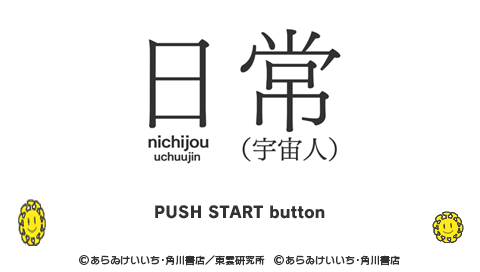 日常
nichijou
uchuujin
（宇宙人）
PUSH START button
©あらゐけいいち・角川書店／東雲研究所 ©あらゐけいいち・角川書店